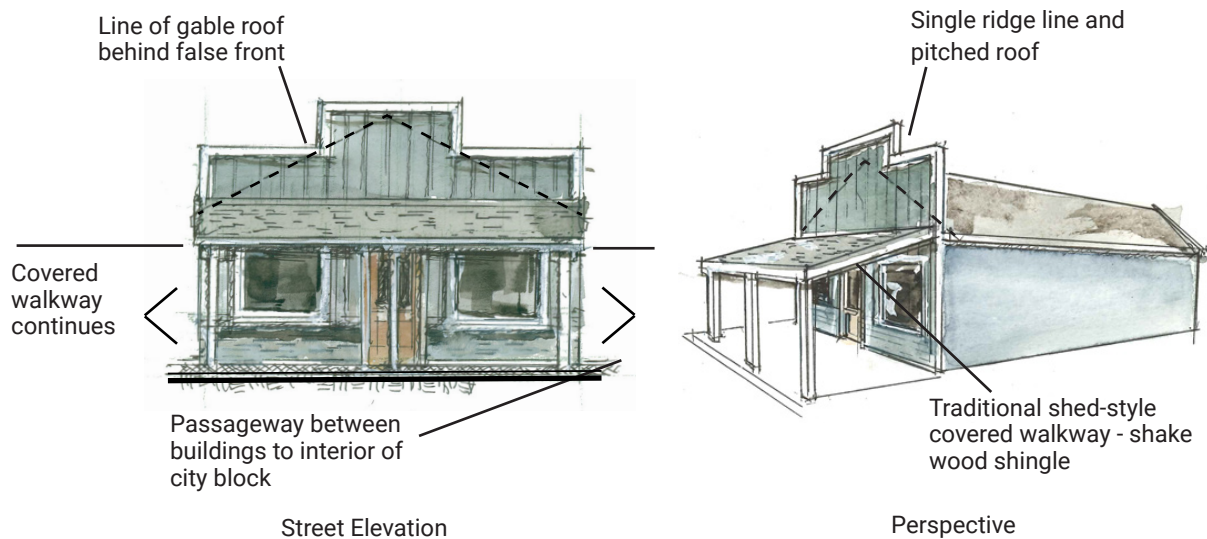 Line of gable roof
behind false front
Single ridge line and
pitched roof
Covered
walkway
continues
Passageway between
buildings to interior of
city block
Traditional shed-style
covered walkway - shake
wood shingle
Street Elevation
Perspective